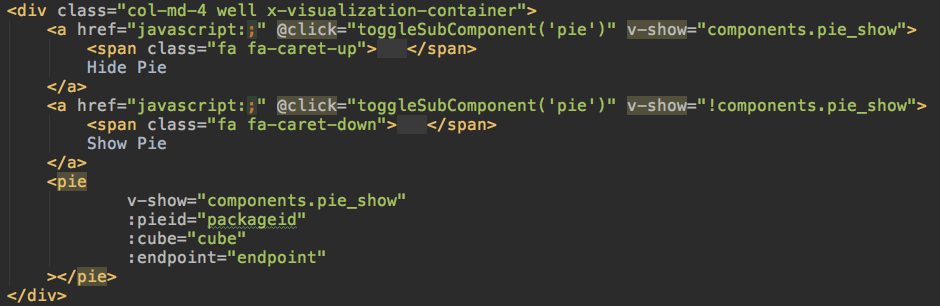 <div class="col-md-4 well x-visualization-container">
<a href="javascript:;" @click="toggleSubComponent('pie')" v-show="components.pie_show">
<span class="fa fa-caret-up"> </span>
Hide Pie
</a>
<a href="javascript:;" @click="toggleSubComponent('pie')" v-show="!components.pie_show">
<span class="fa fa-caret-down"> </span>
Show Pie
</a>
<pie
v-show="components.pie_show"
:pieid="packageid"
:cube="cube"
:endpoint="endpoint"
></pie>
</div>